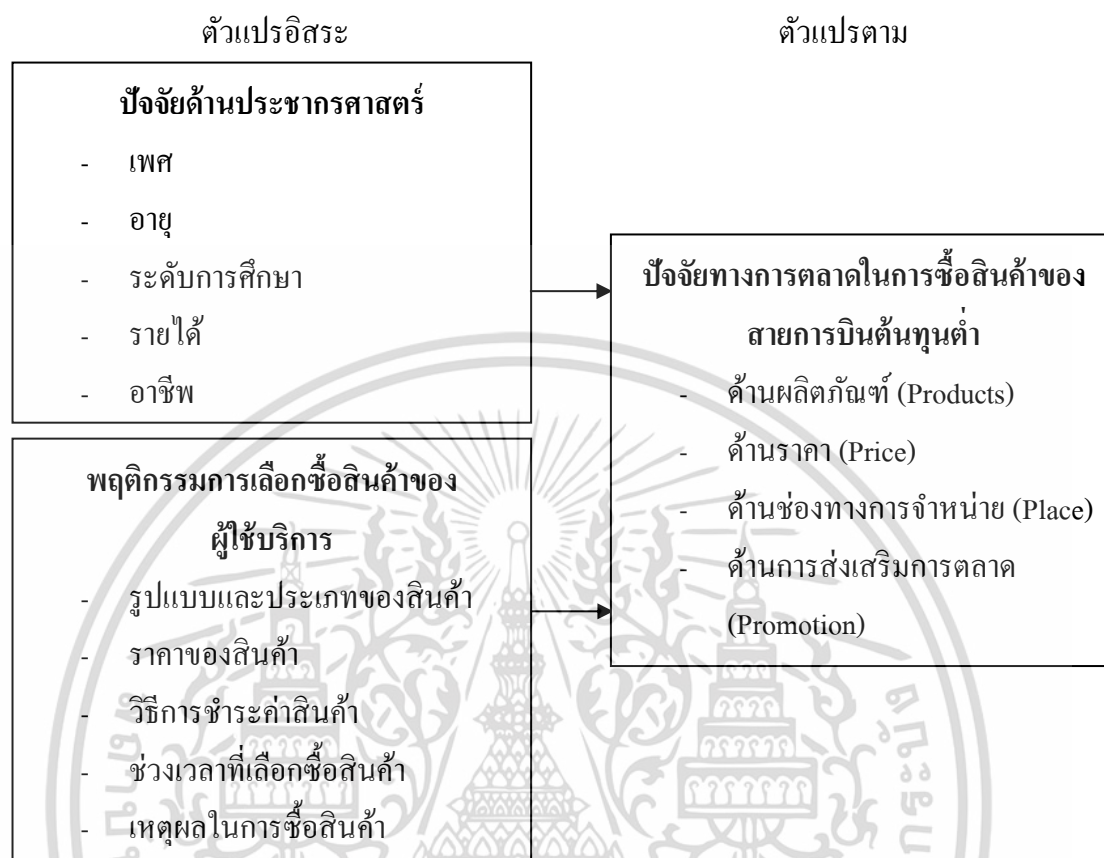 ตัวแปรอิสระ
ตัวแปรตาม
ปัจจัยด้านประชากรศาสตร์
- เพศ
- อายุ
- ระดับการศึกษา
- รายได้
- อาชีพ
พฤติกรรมการเลือกซื้อสินค้าของ
ผู้ใช้บริการ
- รูปแบบและประเภทของสินค้า
- ราคาของสินค้า
- วิธีการชำระค่าสินค้า
- ช่วงเวลาที่เลือกซื้อสินค้า
- เหตุผลในการซื้อสินค้า
ปัจจัยทางการตลาดในการซื้อสินค้าของ
สายการบินต้นทุนต่ำ
- ด้านผลิตภัณฑ์ (Products)
- ด้านราคา (Price)
- ด้านช่องทางการจำหน่าย (Place)
- ด้านการส่งเสริมการตลาด
(Promotion)